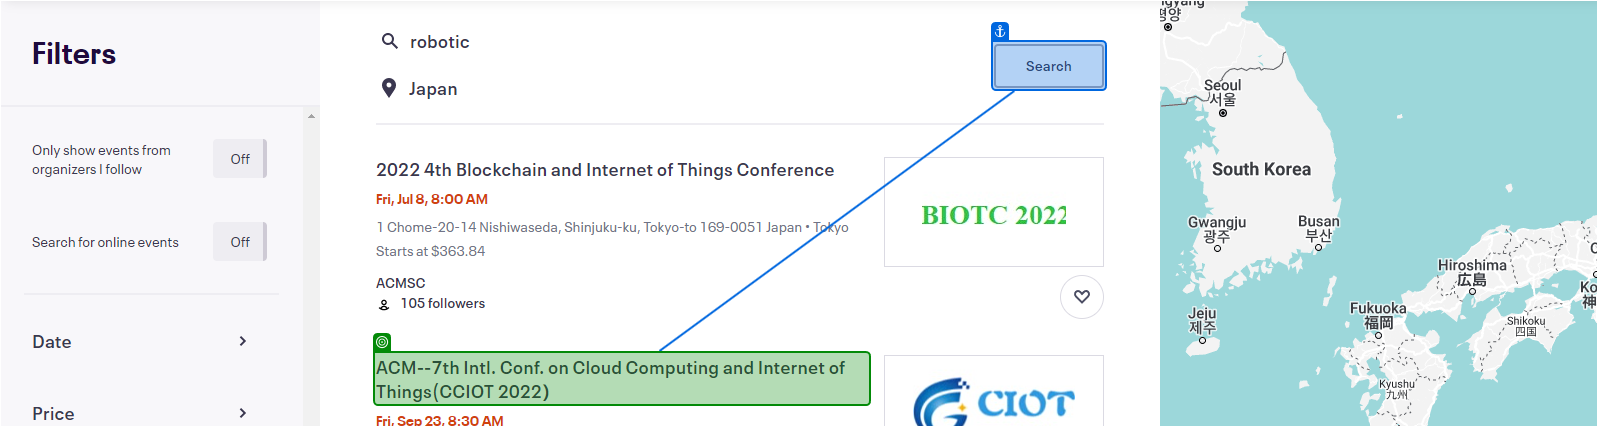 Filters
Only show events from
organizers I follow
Off
Search for online events
Off
Date
Price
robotic
Japan
Search
2022 4th Blockchain and Internet of Things Conference
Fri, Jul 8, 8:00 AM
1 Chome-20-14 Nishiwaseda, Shinjuku-ku, Tokyo-to 169-0051 Japan • Tokyo
Starts at $363.84
ACMSC
105 followers
BIOTC 2022
ACM--7th Intl. Conf. on Cloud Computing and Internet of
Things(CCIOT 2022)
Fri, Sep 23, 8:30 AM
CIOT
평양
Seoul
서울
South Korea
Gwangju
광주
Busan
부산
Jeju
제주
Hiroshima
広島
Fukuoka
福岡
Shikoku
四国
Kyushu
九州